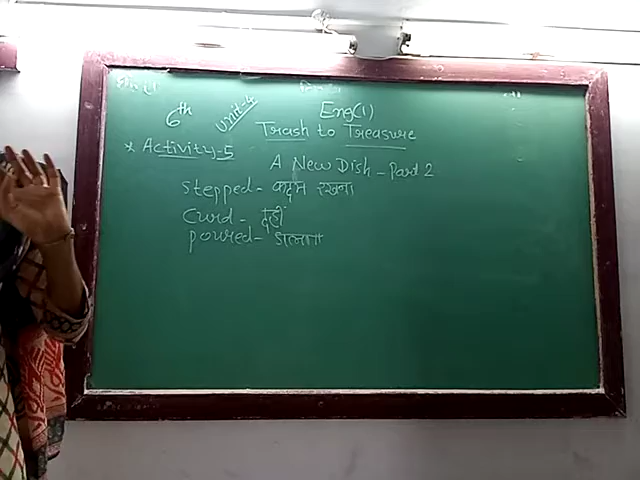 6th Unit-4 Eng(1)
Trash to Treasure
* Activity-5
A New Dish - Part 2
stepped - कदम रखना
Curd - दही
poured - डालना